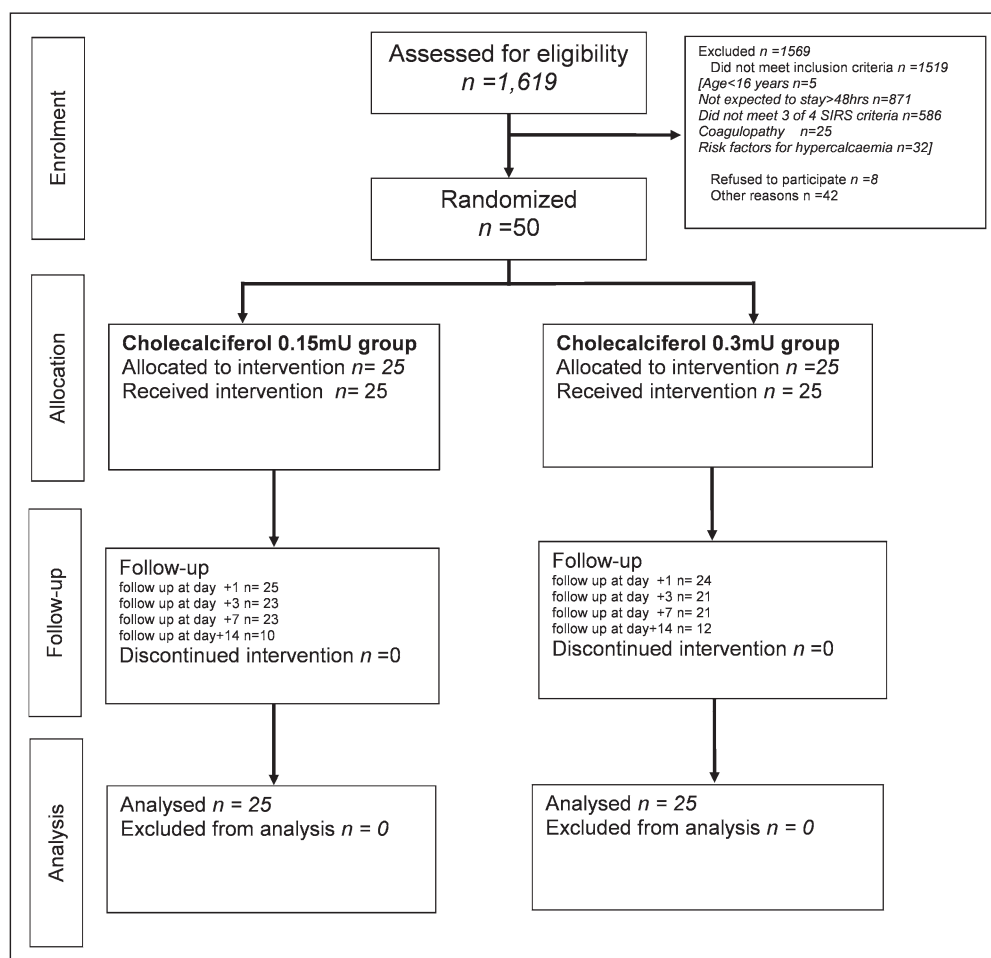 Assessed for eligibility
n =1,619
Excluded n =1569
Did not meet inclusion criteria n =1519
[Age<16 years n=5
Not expected to stay>48hrs n=871
Did not meet 3 of 4 SIRS criteria n=586
Coagulopathy n=25
Risk factors for hypercalcaemia n=32]
Refused to participate n =8
Other reasons n =42
Enrolment
Randomized
n =50
Allocation
Cholecalciferol 0.15mU group
Allocated to intervention n= 25
Received intervention n= 25
Cholecalciferol 0.3mU group
Allocated to intervention n =25
Received intervention n = 25
Follow-up
Follow-up
follow up at day +1 n= 25
follow up at day +3 n= 23
follow up at day +7 n= 23
follow up at day+14 n=10
Discontinued intervention n =0
Follow-up
follow up at day +1 n= 24
follow up at day +3 n= 21
follow up at day +7 n= 21
follow up at day+14 n= 12
Discontinued intervention n =0
Analysis
Analysed n = 25
Excluded from analysis n = 0
Analysed n = 25
Excluded from analysis n = 0